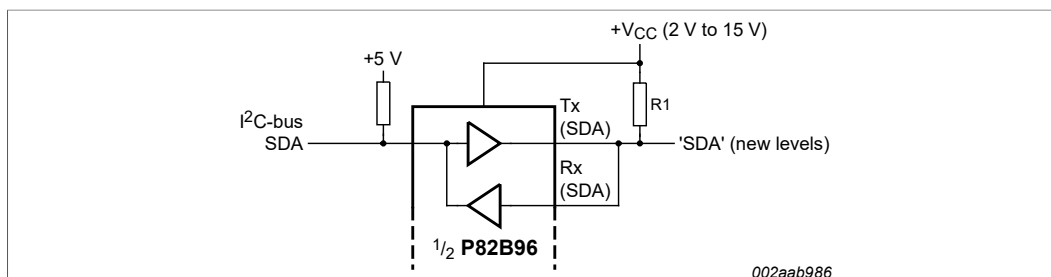 +VCC (2 V to 15 V)
+5 V
Tx
(SDA)
R1
I2C-bus
SDA
'SDA' (new levels)
Rx
(SDA)
1/2 P82B96
002aab986